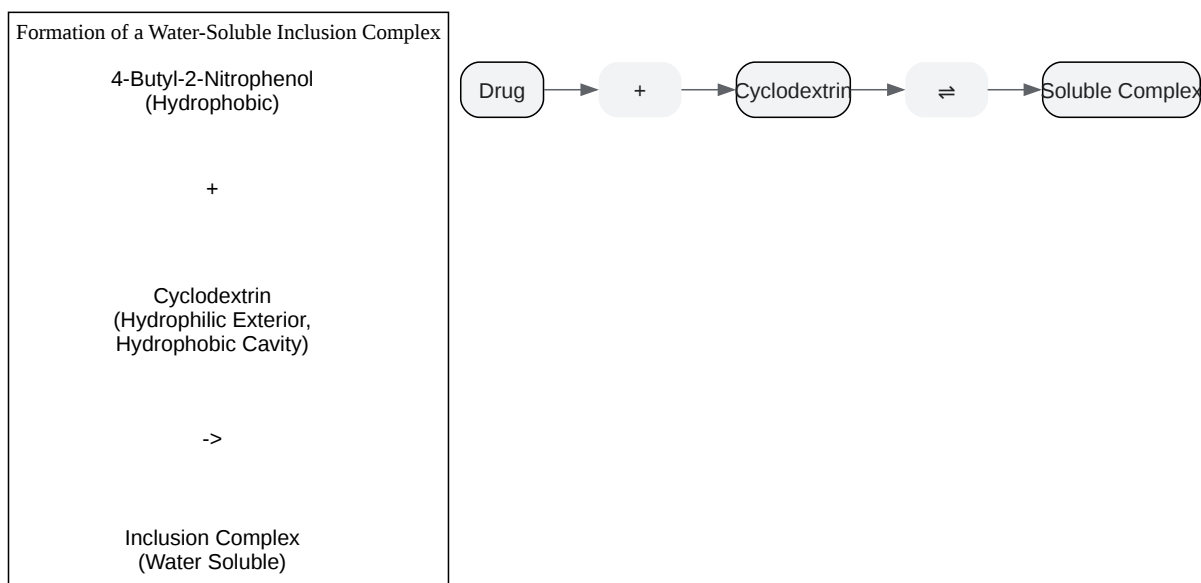 Formation of a Water-Soluble Inclusion Complex
4-Butyl-2-Nitrophenol
(Hydrophobic)
+
Cyclodextrin
(Hydrophilic Exterior,
Hydrophobic Cavity)
->
Inclusion Complex
(Water Soluble)
Drug
+
Cyclodextrin
⇌
Soluble Complex